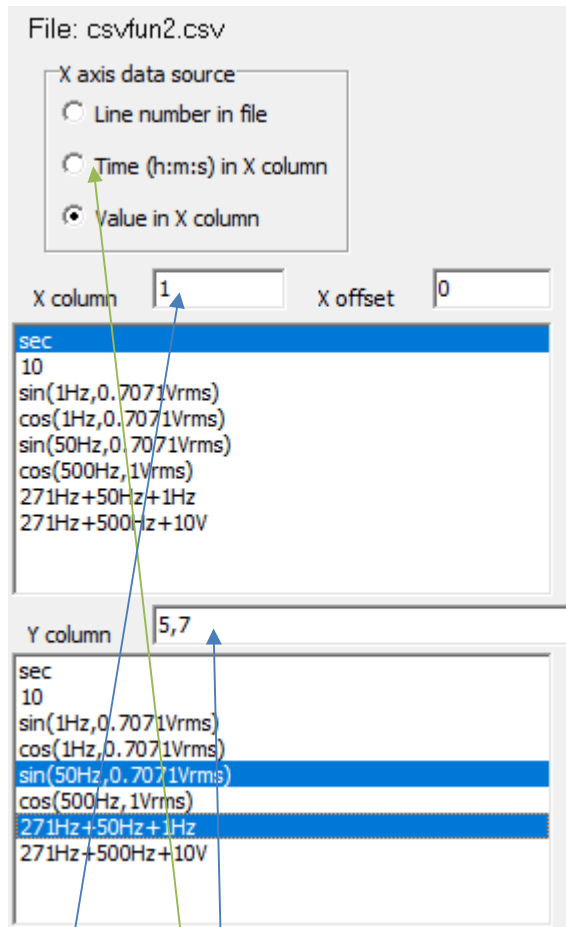 File: csvfun2.csv
X axis data source
Line number in file
Time (h:m:s) in X column
Value in X column
X column 1 X offset 0
sec
10
sin(1Hz,0.7071Vrms)
cos(1Hz,0.7071Vrms)
sin(50Hz,0.7071Vrms)
cos(500Hz,1Vrms)
271Hz+50Hz+1Hz
271Hz+500Hz+10V
Y column 5,7
sec
10
sin(1Hz,0.7071Vrms)
cos(1Hz,0.7071Vrms)
sin(50Hz,0.7071Vrms)
cos(500Hz,1Vrms)
271Hz+50Hz+1Hz
271Hz+500Hz+10V